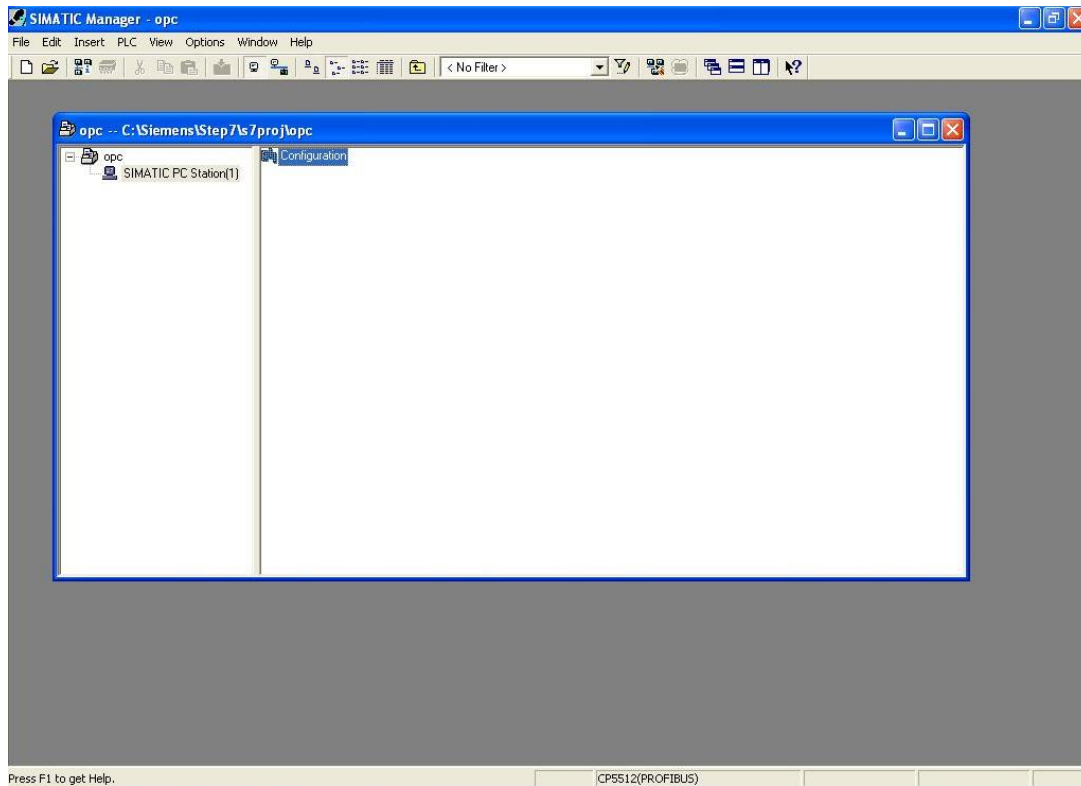 SIMATIC Manager - opc
File Edit Insert PLC View Options Window Help
< No Filter >
opc -- C:\Siemens\Step7\s7proj\opc
opc
Configuration
SIMATIC PC Station(1)
Press F1 to get Help.
CP5512(PROFIBUS)